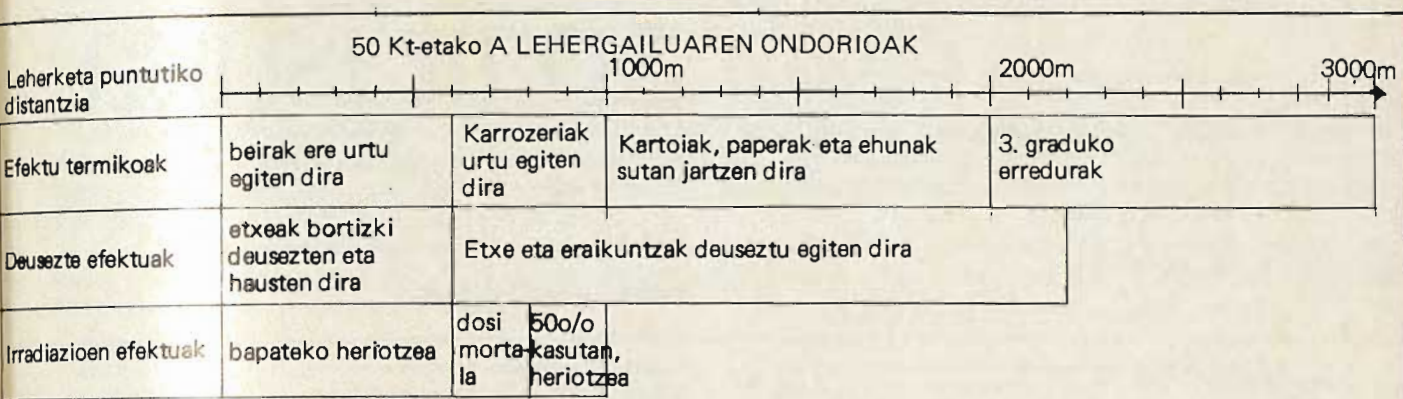 50 Kt-etako A LEHERGAILUAREN ONDORIOAK
Leherketa puntutiko
distantzia
1000m
2000m
3000m
Efektu termikoak
beirak ere urtu
egiten dira
Karrozeriak
urtu egiten
dira
Kartoiak, paperak eta ehunak
sutan jartzen dira
3. graduko
erredurak
Deusezte efektuak
etxeak bortizki
deusezten eta
hausten dira
Etxe eta eraikuntzak deuseztu egiten dira
Irradiazioen efektuak
bapateko heriotzea
dosi
morta-
la
50o/o
kasutan,
heriotzea